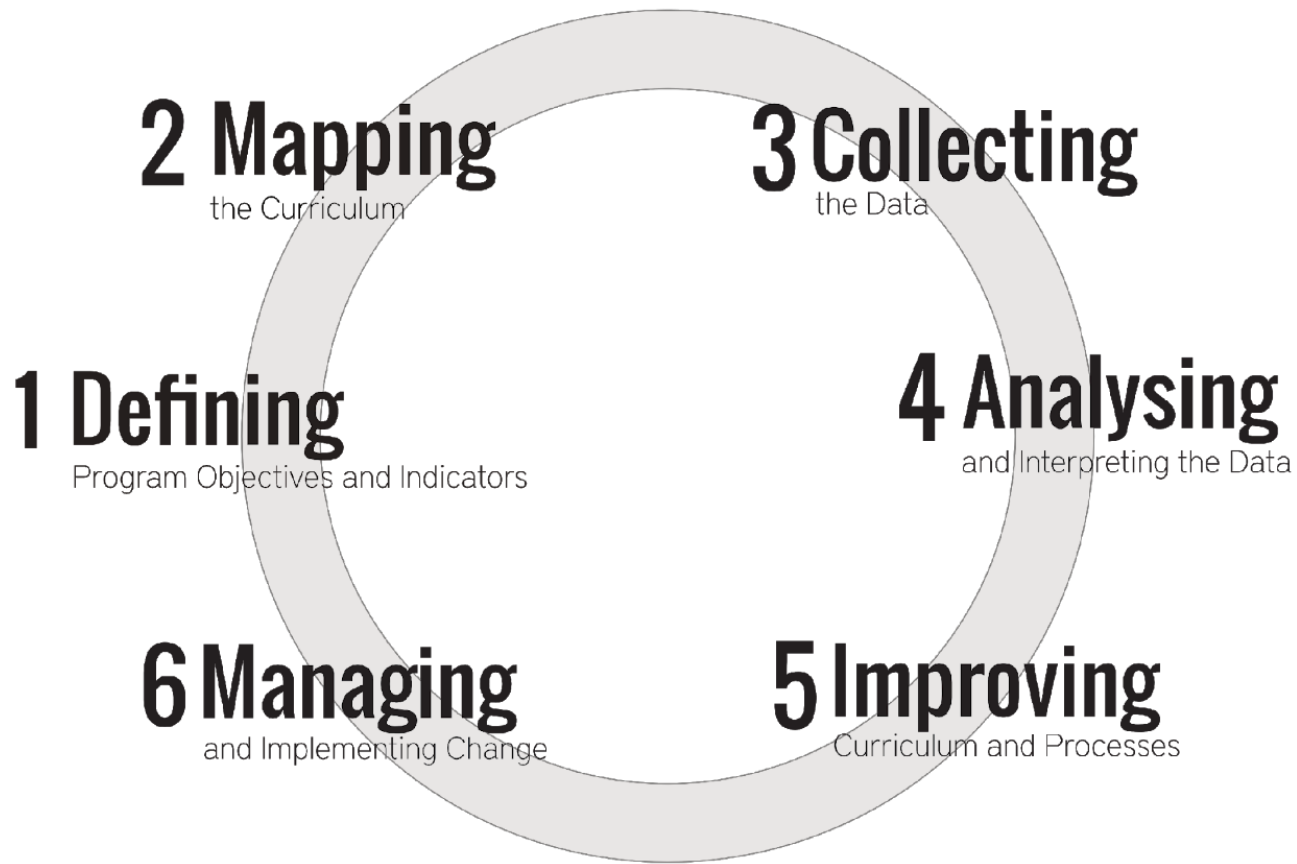 1 Defining
Program Objectives and Indicators
2 Mapping
the Curriculum
3 Collecting
the Data
4 Analysing
and Interpreting the Data
5 Improving
Curriculum and Processes
6 Managing
and Implementing Change